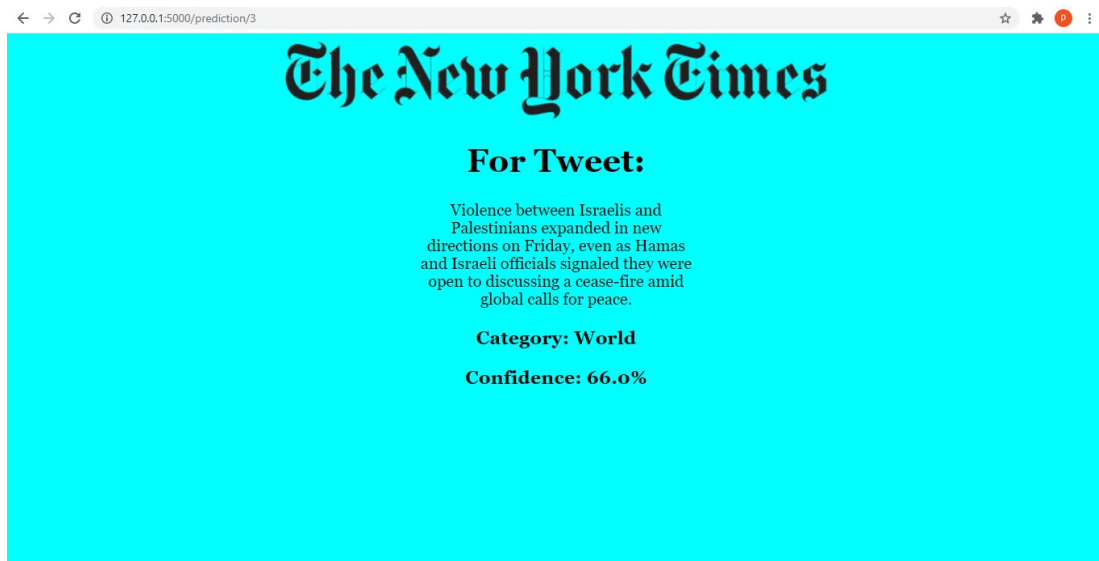 127.0.0.1:5000/prediction/3
P
The New York Times
For Tweet:
Violence between Israelis and
Palestinians expanded in new
directions on Friday, even as Hamas
and Israeli officials signaled they were
open to discussing a cease-fire amid
global calls for peace.
Category: World
Confidence: 66.0%